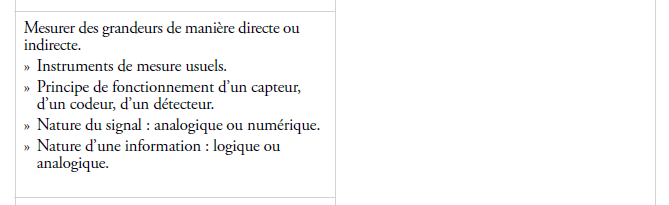 Mesurer des grandeurs de manière directe ou
indirecte.
» Instruments de mesure usuels.
» Principe de fonctionnement d’un capteur,
d’un codeur, d’un détecteur.
» Nature du signal : analogique ou numérique.
» Nature d’une information : logique ou
analogique.